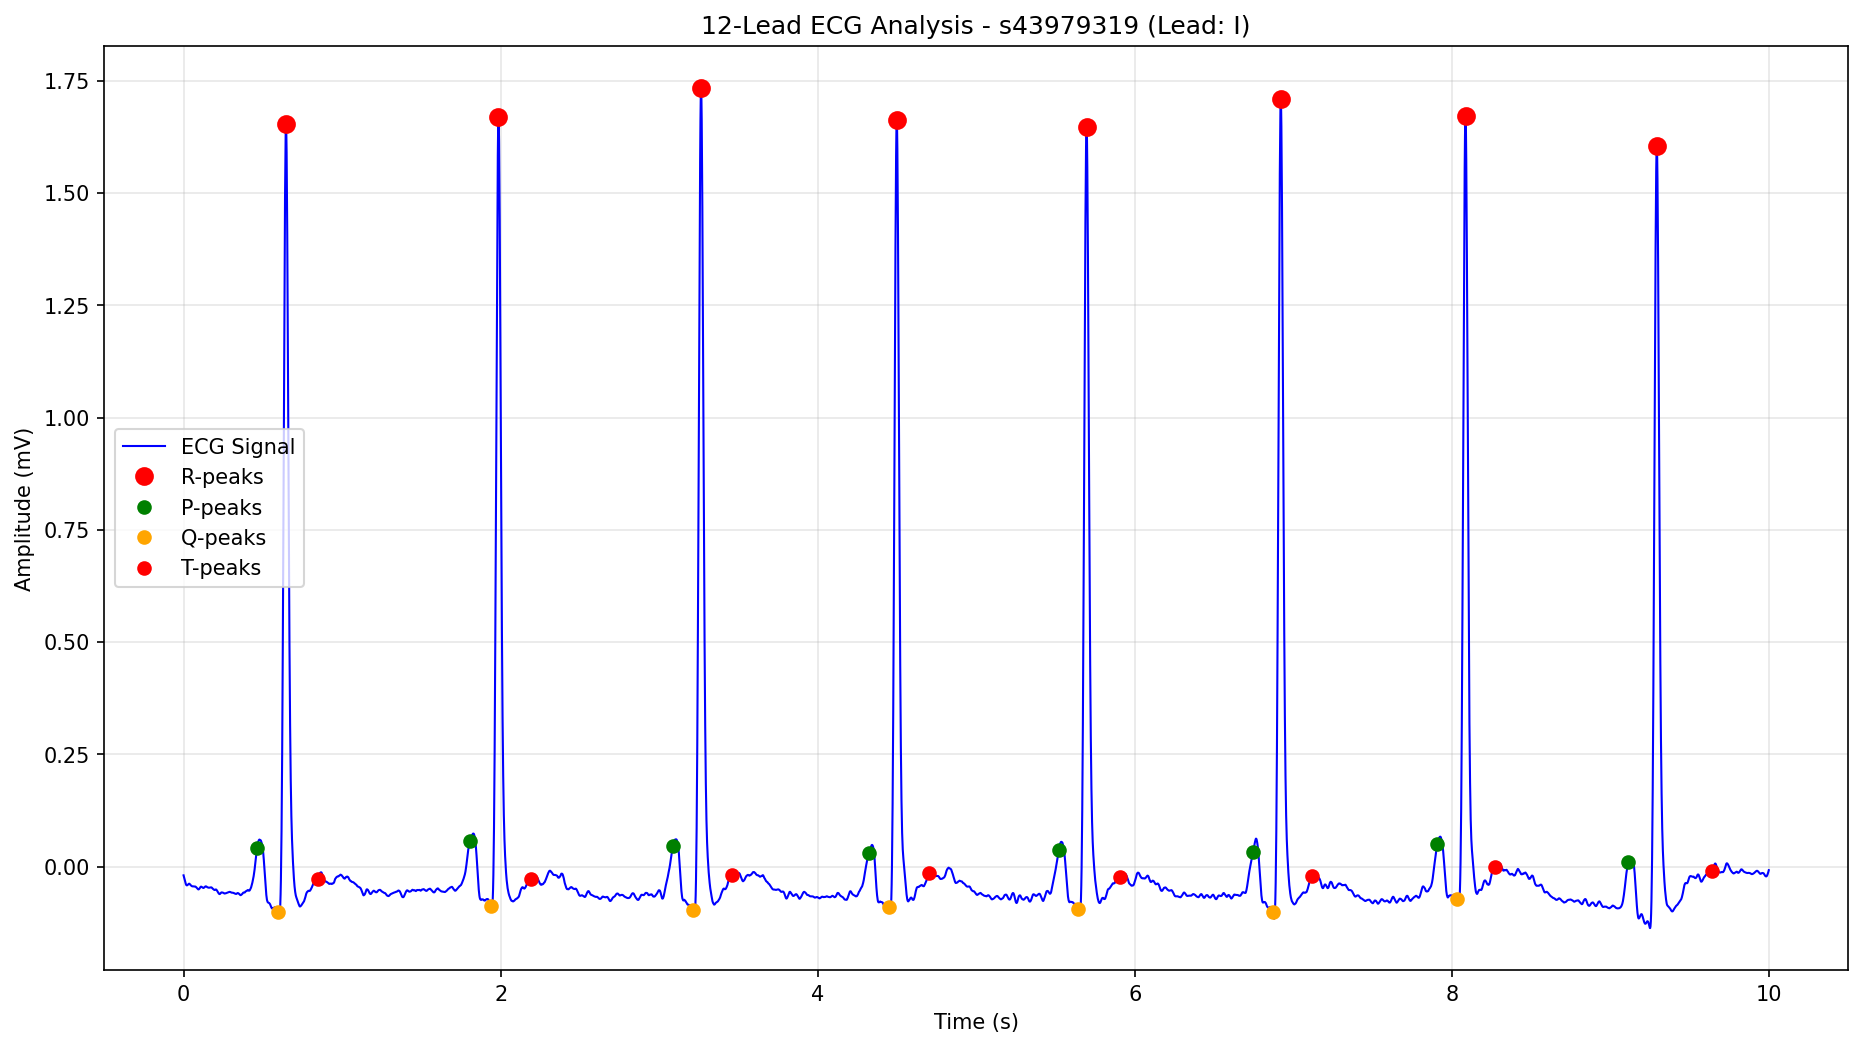 12-Lead ECG Analysis - s43979319 (Lead: I)
Amplitude (mV)
1.75
1.50
1.25
1.00
0.75
0.50
0.25
0.00
ECG Signal
R-peaks
P-peaks
Q-peaks
T-peaks
0 2 4 6 8 10
Time (s)